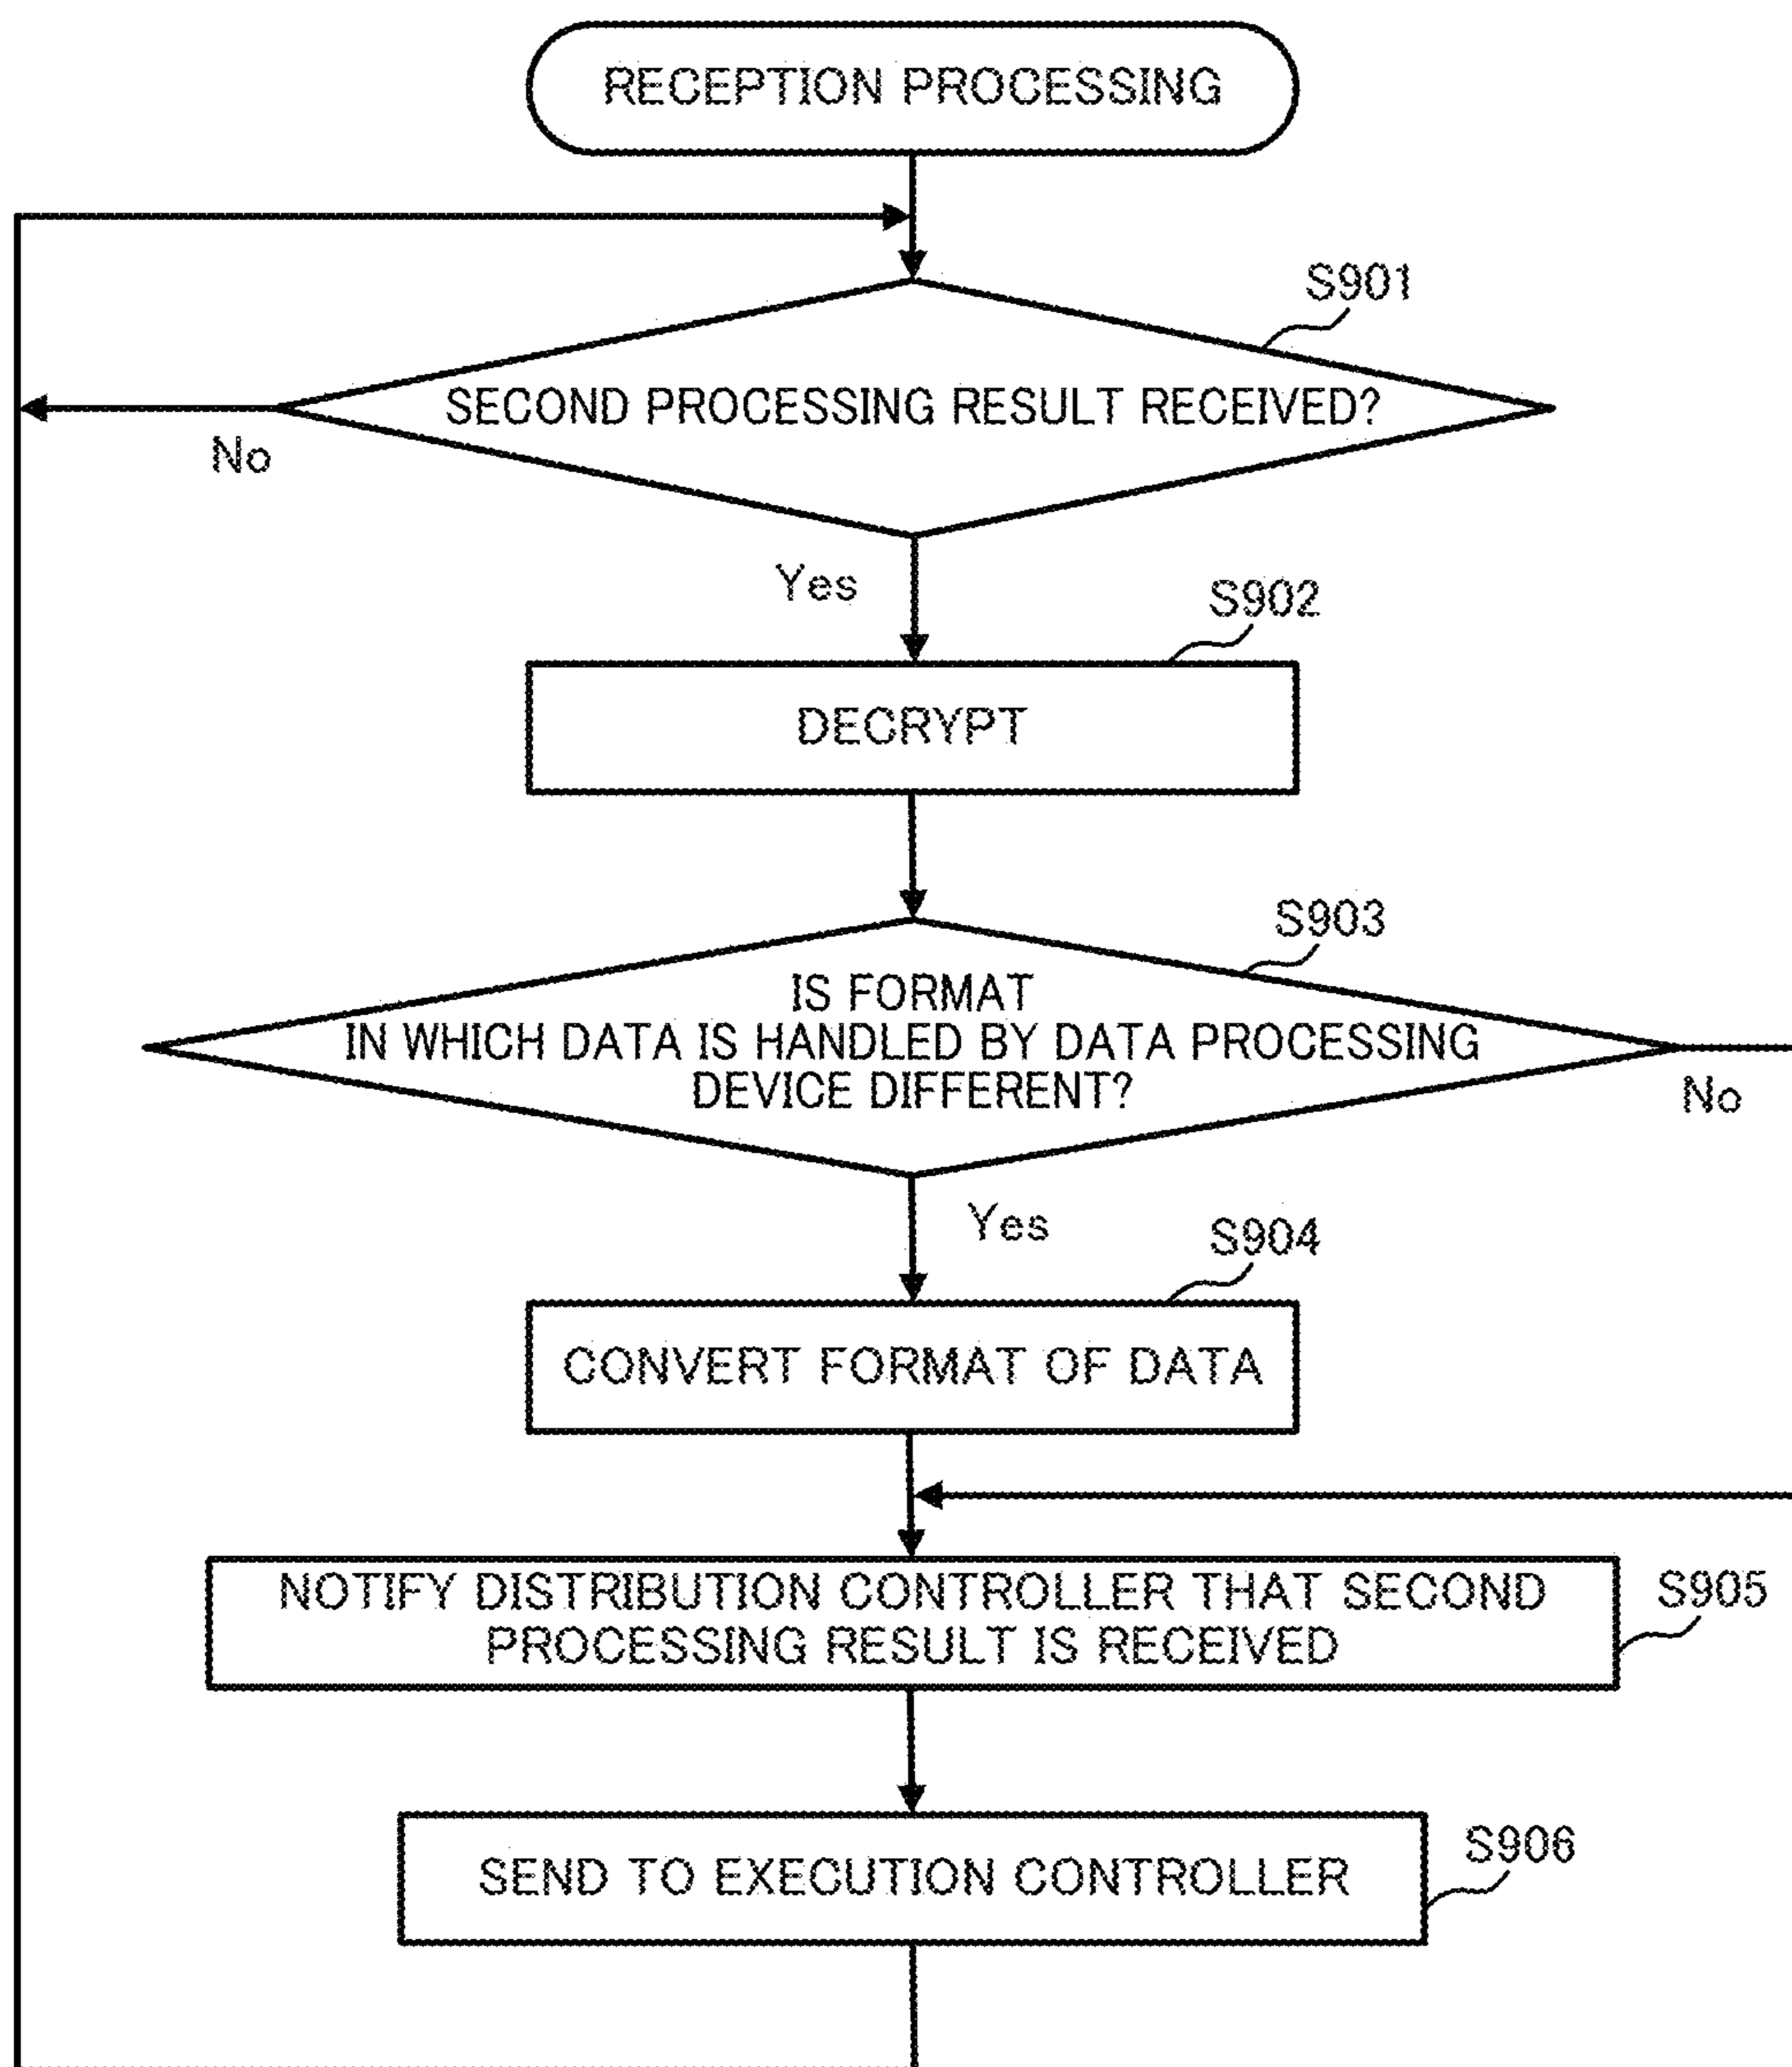 RECEPTION PROCESSING
S901
SECOND PROCESSING RESULT RECEIVED?
No
Yes
S902
DECRYPT
S903
IS FORMAT
IN WHICH DATA IS HANDLED BY DATA PROCESSING
DEVICE DIFFERENT?
No
Yes
S904
CONVERT FORMAT OF DATA
NOTIFY DISTRIBUTION CONTROLLER THAT SECOND
PROCESSING RESULT IS RECEIVED
S905
SEND TO EXECUTION CONTROLLER
S906